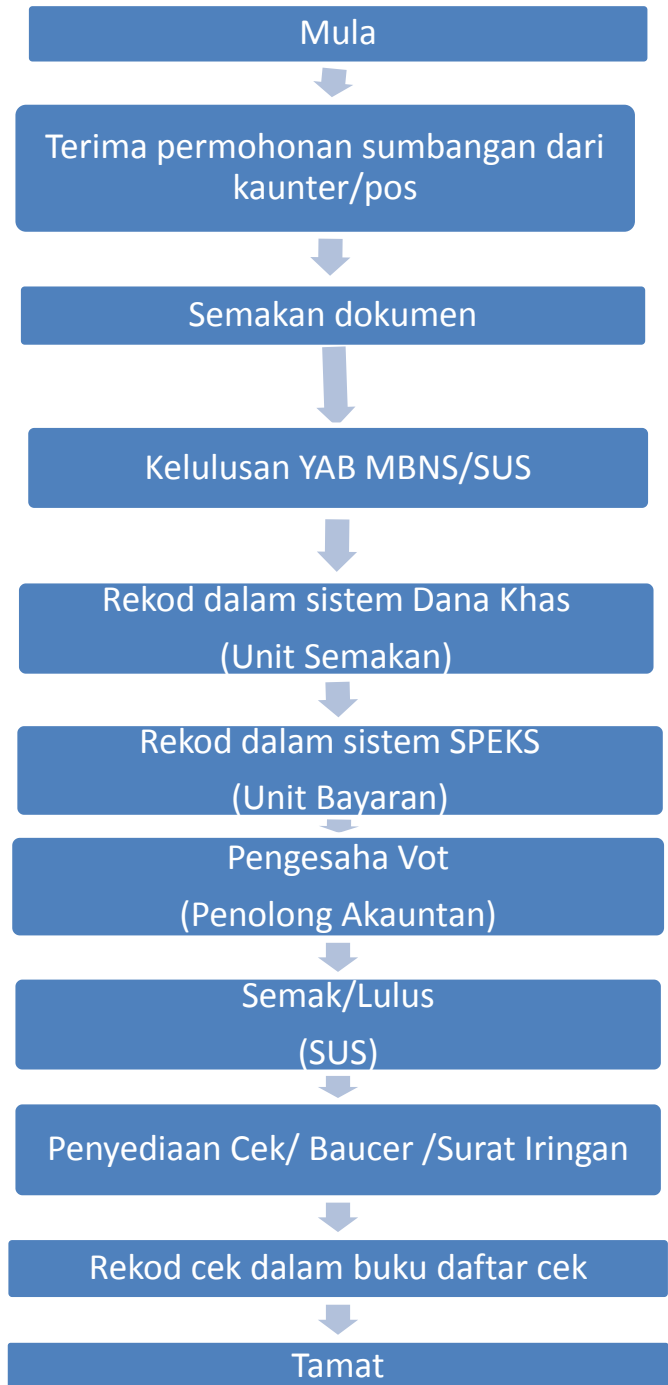 Mula
Terima permohonan sumbangan dari
kaunter/pos
Semakan dokumen
Kelulusan YAB MBNS/SUS
Rekod dalam sistem Dana Khas
(Unit Semakan)
Rekod dalam sistem SPEKS
(Unit Bayaran)
Pengesaha Vot
(Penolong Akauntan)
Semak/Lulus
(SUS)
Penyediaan Cek/ Baucer /Surat Iringan
Rekod cek dalam buku daftar cek
Tamat